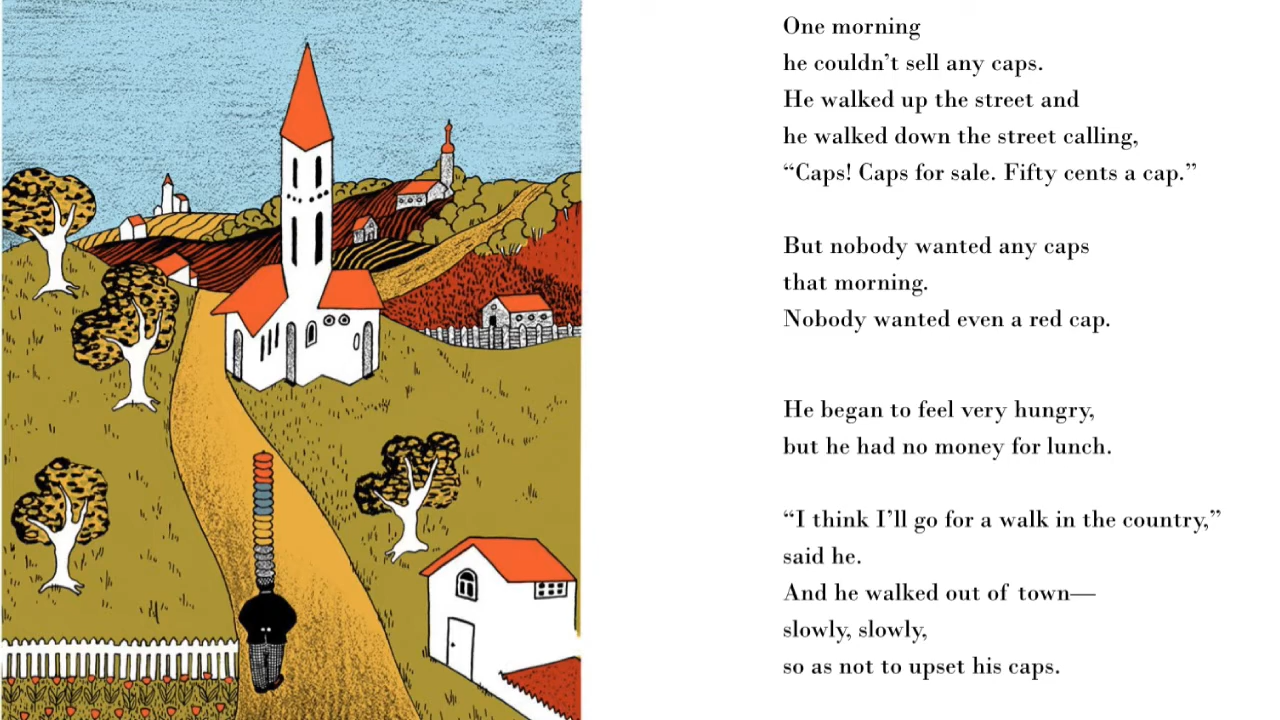 One morning
he couldn’t sell any caps.
He walked up the street and
he walked down the street calling,
“Caps! Caps for sale. Fifty cents a cap.”
But nobody wanted any caps
that morning.
Nobody wanted even a red cap.
He began to feel very hungry,
but he had no money for lunch.
“I think I’ll go for a walk in the country,”
said he.
And he walked out of town—
slowly, slowly,
so as not to upset his caps.